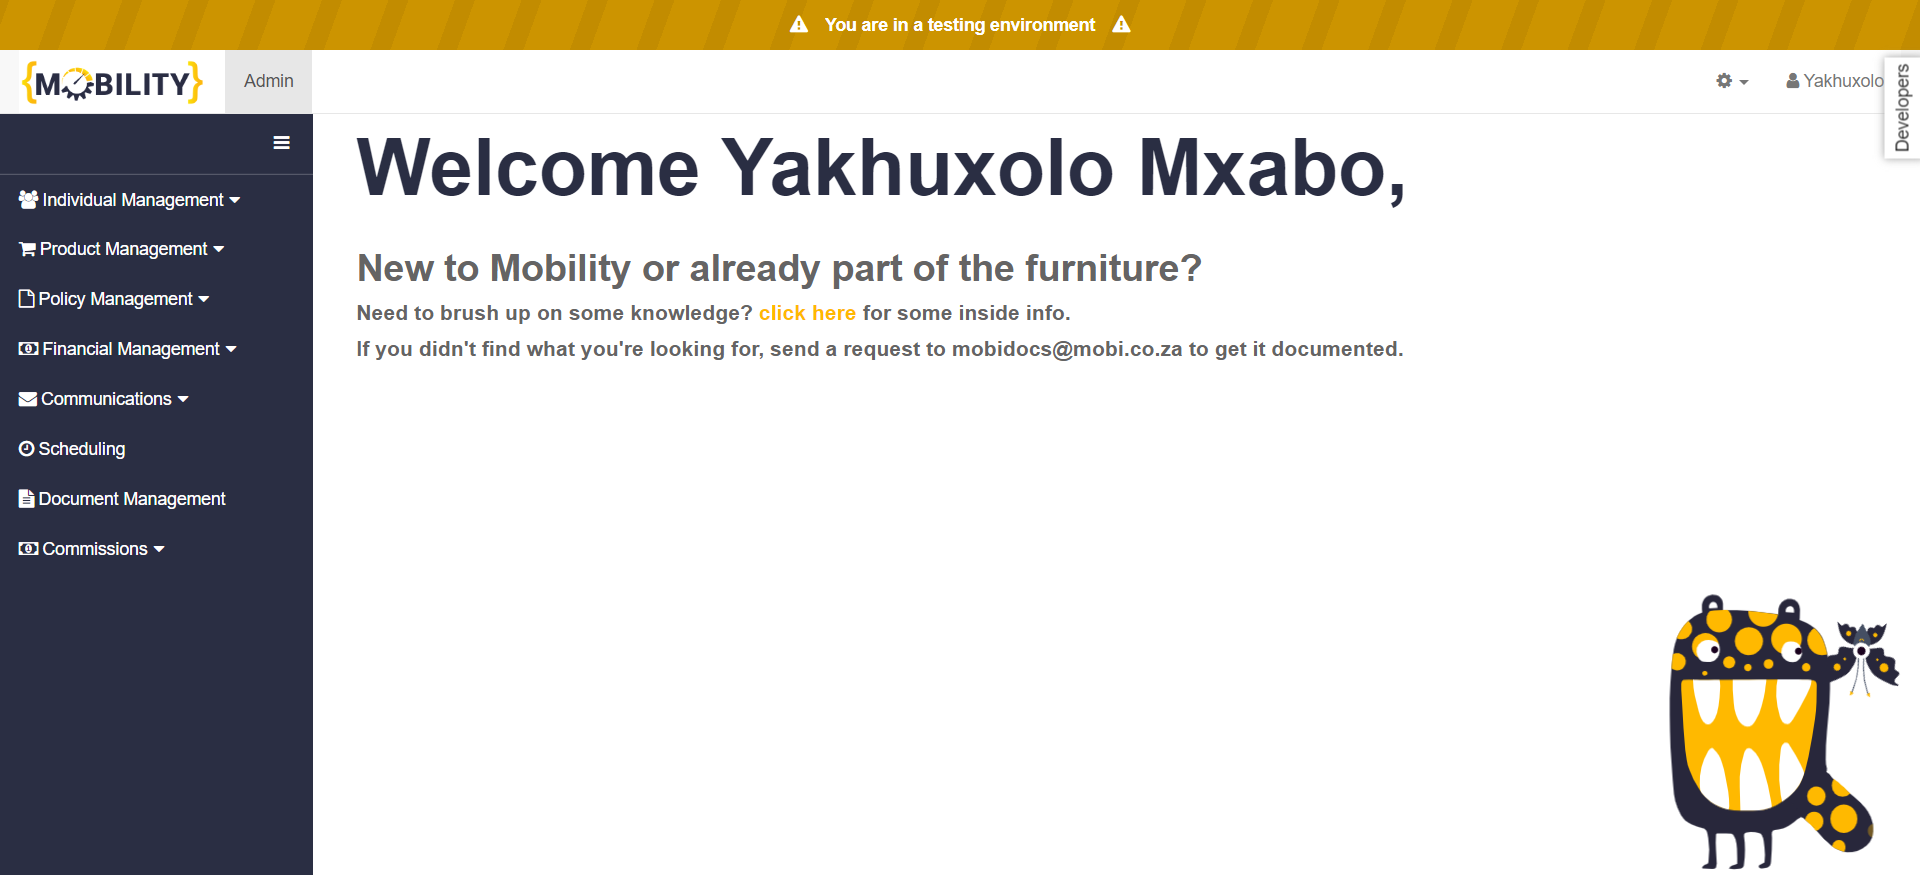 You are in a testing environment
{MOBILITY}
Admin
Yakhuxolo
Developers
Individual Management
Product Management
Policy Management
Financial Management
Communications
Scheduling
Document Management
Commissions
Welcome Yakhuxolo Mxabo,
New to Mobility or already part of the furniture?
Need to brush up on some knowledge? click here for some inside info.
If you didn't find what you're looking for, send a request to mobidocs@mobi.co.za to get it documented.